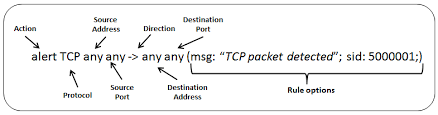 Action
Source
Address
Direction
Destination
Port
alert TCP any any -> any any (msg: “TCP packet detected”; sid: 5000001;)
Protocol
Source
Port
Destination
Address
Rule options